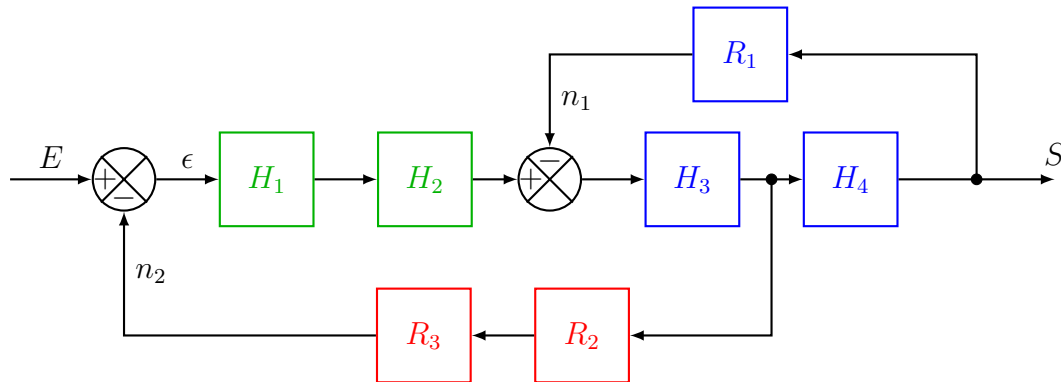 R₁
n₁
E
+
−
ϵ
H₁
H₂
+
−
H₃
H₄
S
n₂
R₃
R₂